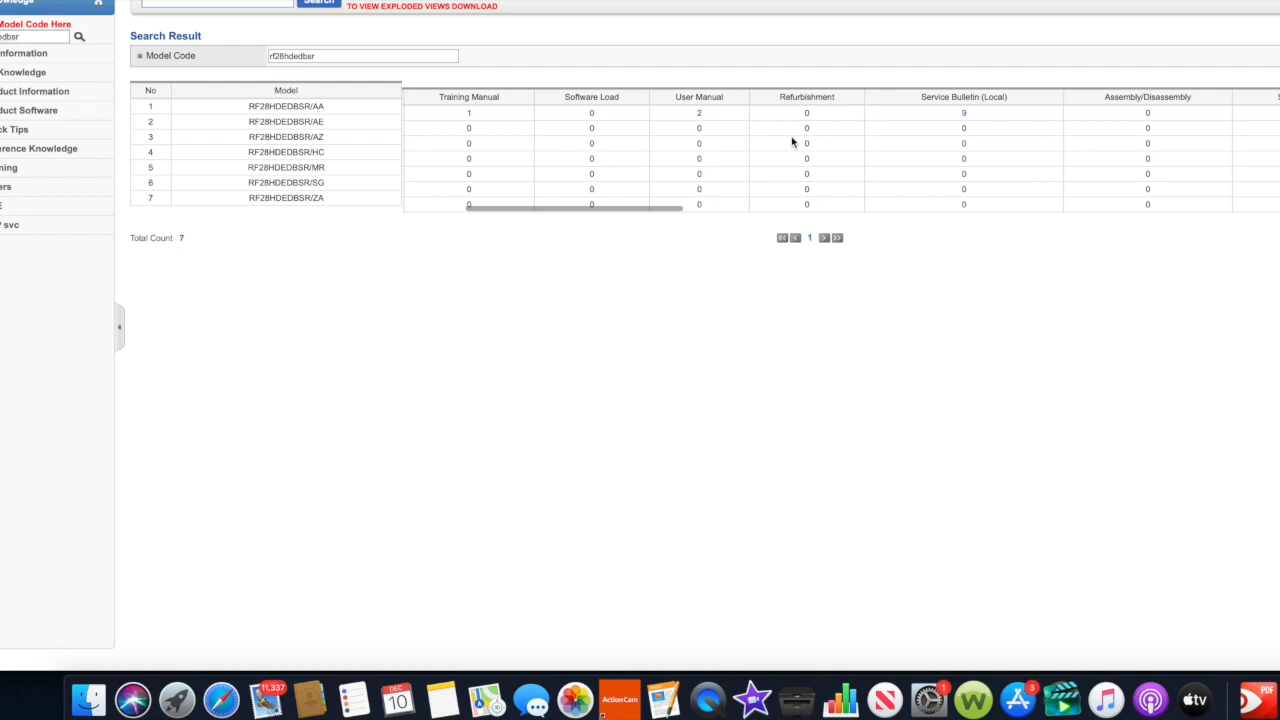 Search
TO VIEW EXPLODED VIEWS DOWNLOAD
Model Code Here
edbsr
nformation
Knowledge
duct Information
duct Software
ck Tips
erence Knowledge
ning
ers
E
svc
Search Result
Model Code rf28hdedbsr
No Model Training Manual Software Load User Manual Refurbishment Service Bulletin (Local) Assembly/Disassembly
1 RF28HDEDBSR/AA 1 0 2 0 9 0
2 RF28HDEDBSR/AE 0 0 0 0 0 0
3 RF28HDEDBSR/AZ 0 0 0 0 0 0
4 RF28HDEDBSR/HC 0 0 0 0 0 0
5 RF28HDEDBSR/MR 0 0 0 0 0 0
6 RF28HDEDBSR/SG 0 0 0 0 0 0
7 RF28HDEDBSR/ZA 0 0 0 0 0 0
Total Count 7
<< < 1 > >>
11,337
DEC
10
ActionCam
1
3
tv
PDF